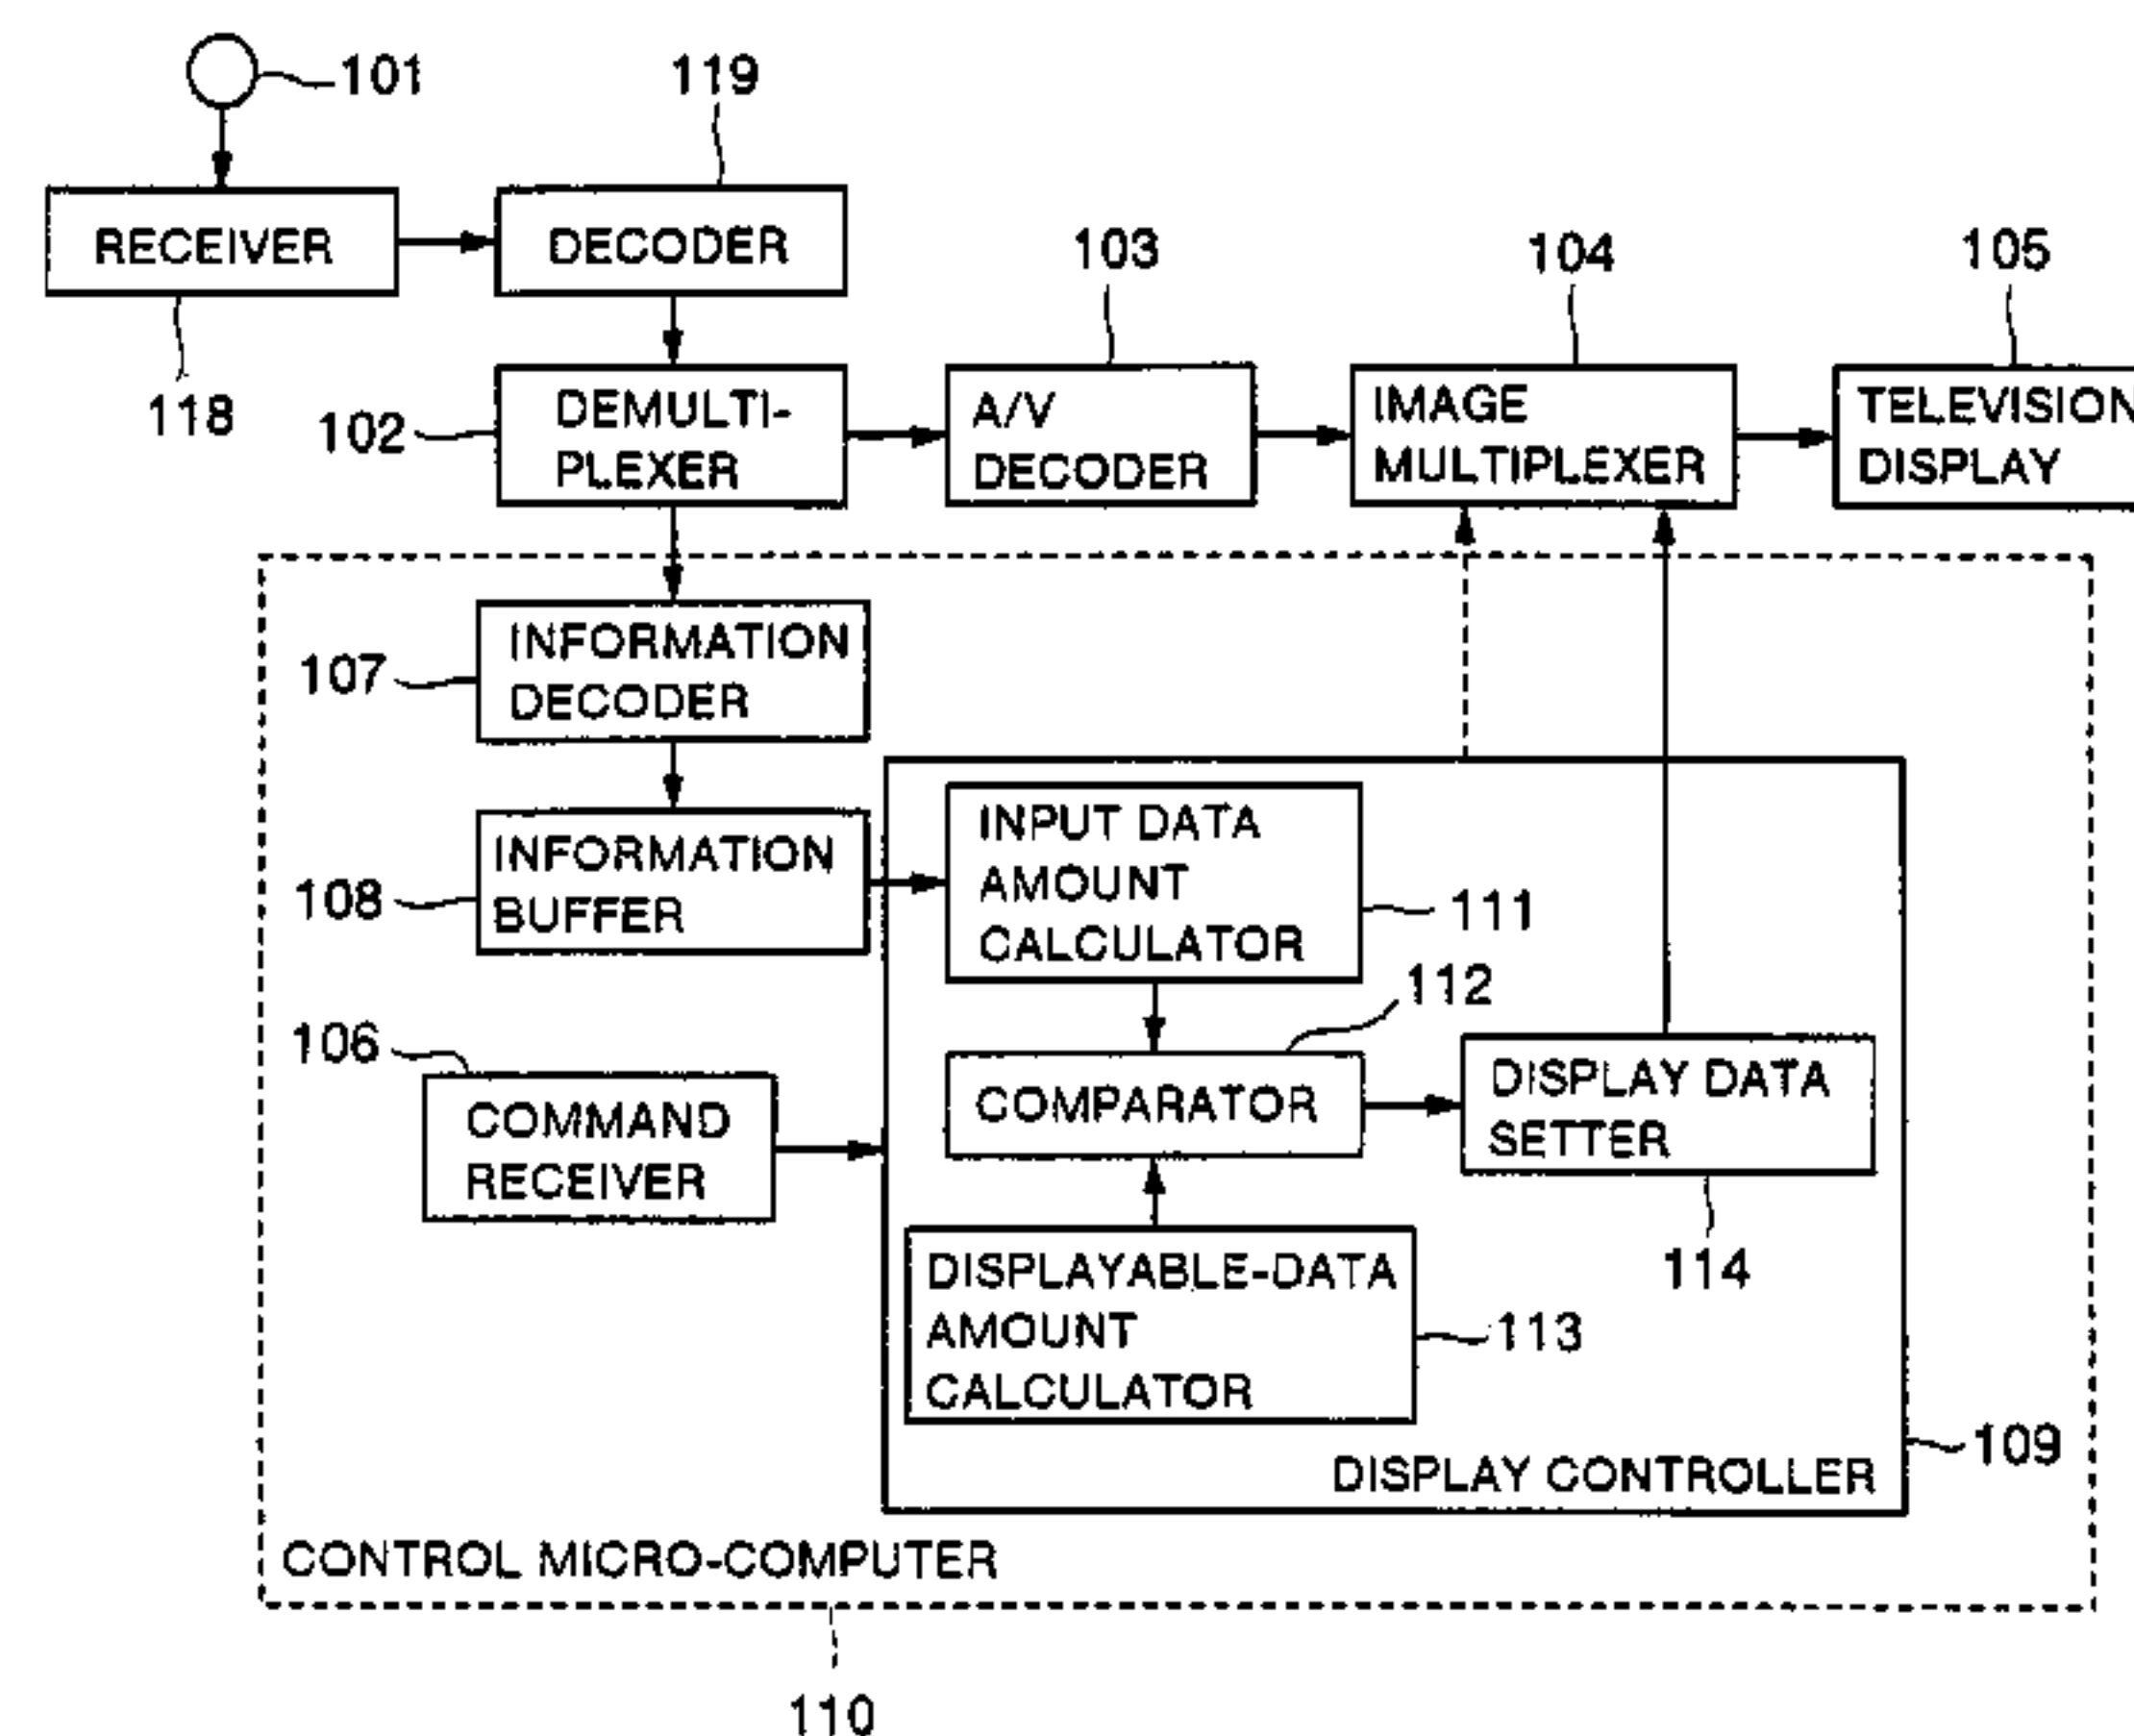 101
119
RECEIVER
DECODER
103
104
105
118
102
DEMULTI-
PLEXER
A/V
DECODER
IMAGE
MULTIPLEXER
TELEVISION
DISPLAY
107
INFORMATION
DECODER
108
INFORMATION
BUFFER
INPUT DATA
AMOUNT
CALCULATOR
111
112
106
COMMAND
RECEIVER
COMPARATOR
DISPLAY DATA
SETTER
114
DISPLAYABLE-DATA
AMOUNT
CALCULATOR
113
109
DISPLAY CONTROLLER
CONTROL MICRO-COMPUTER
110